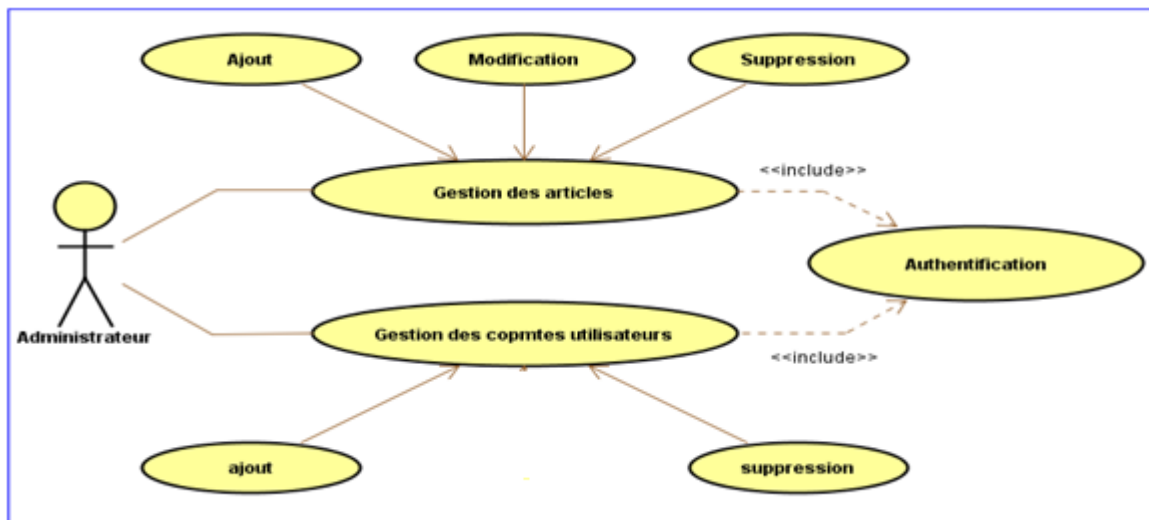 Ajout
Modification
Suppression
<<include>>
Gestion des articles
Authentification
Administrateur
Gestion des copmtes utilisateurs
<<include>>
ajout
suppression